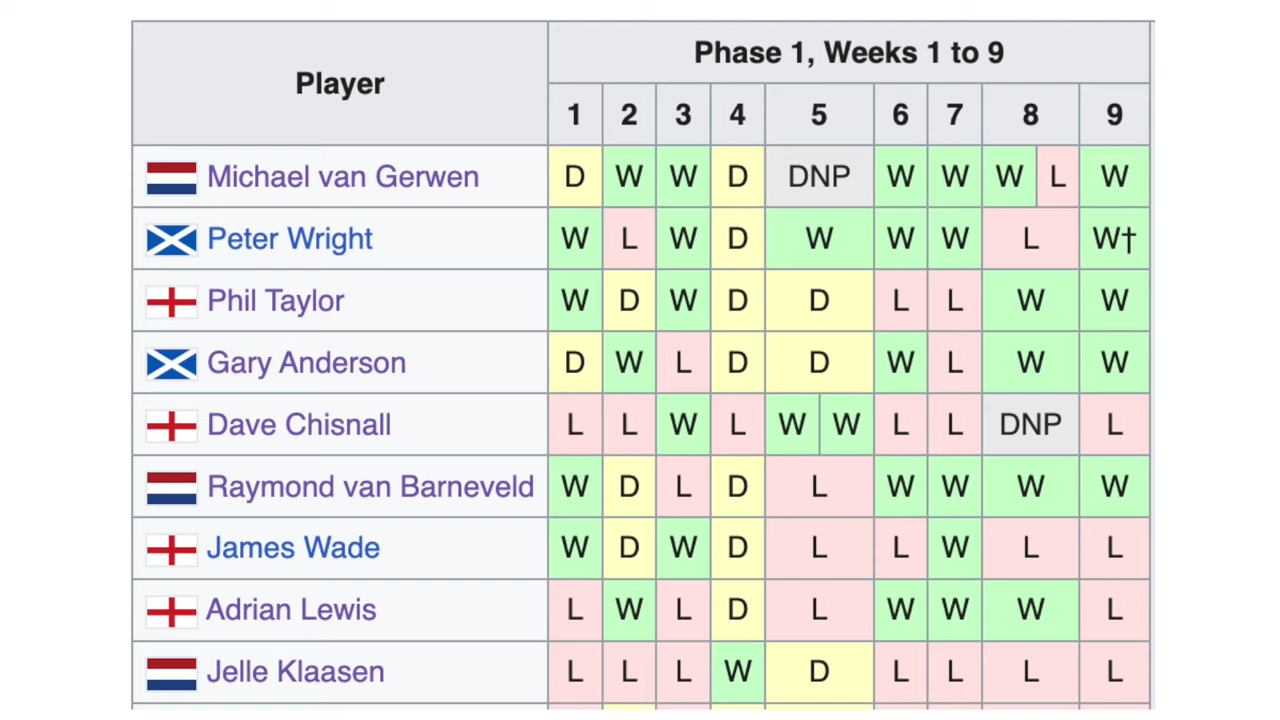 Player Phase 1, Weeks 1 to 9
1 2 3 4 5 6 7 8 9
Michael van Gerwen D W W D DNP W W W L W
Peter Wright W L W D W W W L W†
Phil Taylor W D W D D L L W W
Gary Anderson D W L D D W L W W
Dave Chisnall L L W L W W L L DNP L
Raymond van Barneveld W D L D L W W W W
James Wade W D W D L L W L L
Adrian Lewis L W L D L W W W L
Jelle Klaasen L L L W D L L L L